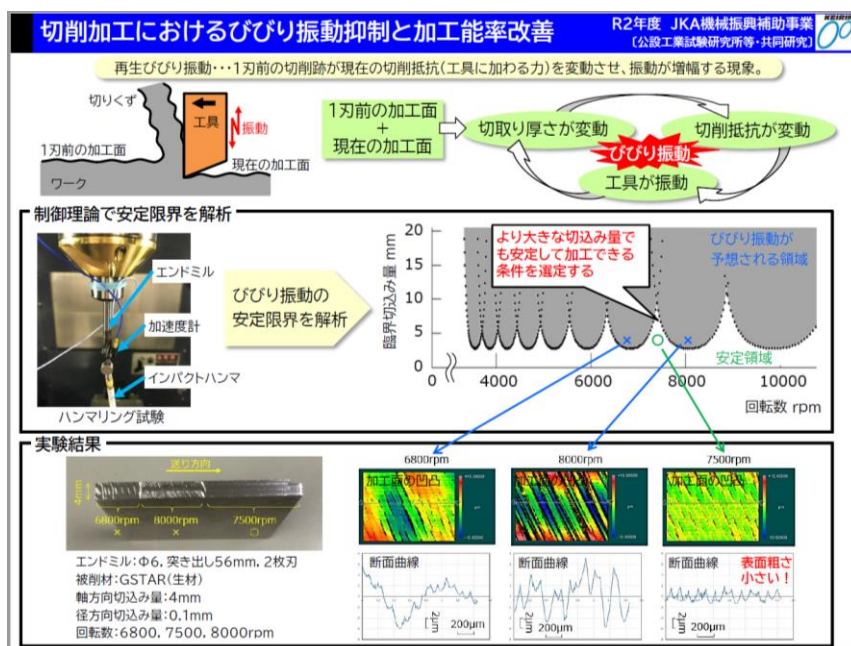 切削加工におけるびびり振動抑制と加工能率改善
R2年度 JKA機械振興補助事業
〔公設工業試験研究所等・共同研究〕
KEIRIN
再生びびり振動・・・1刃前の切削跡が現在の切削抵抗(工具に加わる力)を変動させ、振動が増幅する現象。
切りくず
工具
振動
1刃前の加工面
現在の加工面
ワーク
1刃前の加工面
+
現在の加工面
切取り厚さが変動
切削抵抗が変動
びびり振動
工具が振動
制御理論で安定限界を解析
エンドミル
加速度計
インパクトハンマ
ハンマリング試験
びびり振動の
安定限界を解析
臨界切込み量 mm
20
15
10
5
0
より大きな切込み量で
も安定して加工できる
条件を選定する
びびり振動が
予想される領域
安定領域
0
4000
6000
8000
10000
回転数 rpm
実験結果
送り方向
4mm
6800rpm
8000rpm
7500rpm
× × ○
エンドミル:Φ6, 突き出し56mm, 2枚刃
被削材:GSTAR(生材)
軸方向切込み量:4mm
径方向切込み量:0.1mm
回転数:6800, 7500, 8000rpm
6800rpm
8000rpm
7500rpm
加工面の凹凸
加工面の凹凸
加工面の凹凸
断面曲線
2μm
200μm
断面曲線
2μm
200μm
断面曲線
表面粗さ
小さい!
2μm
200μm